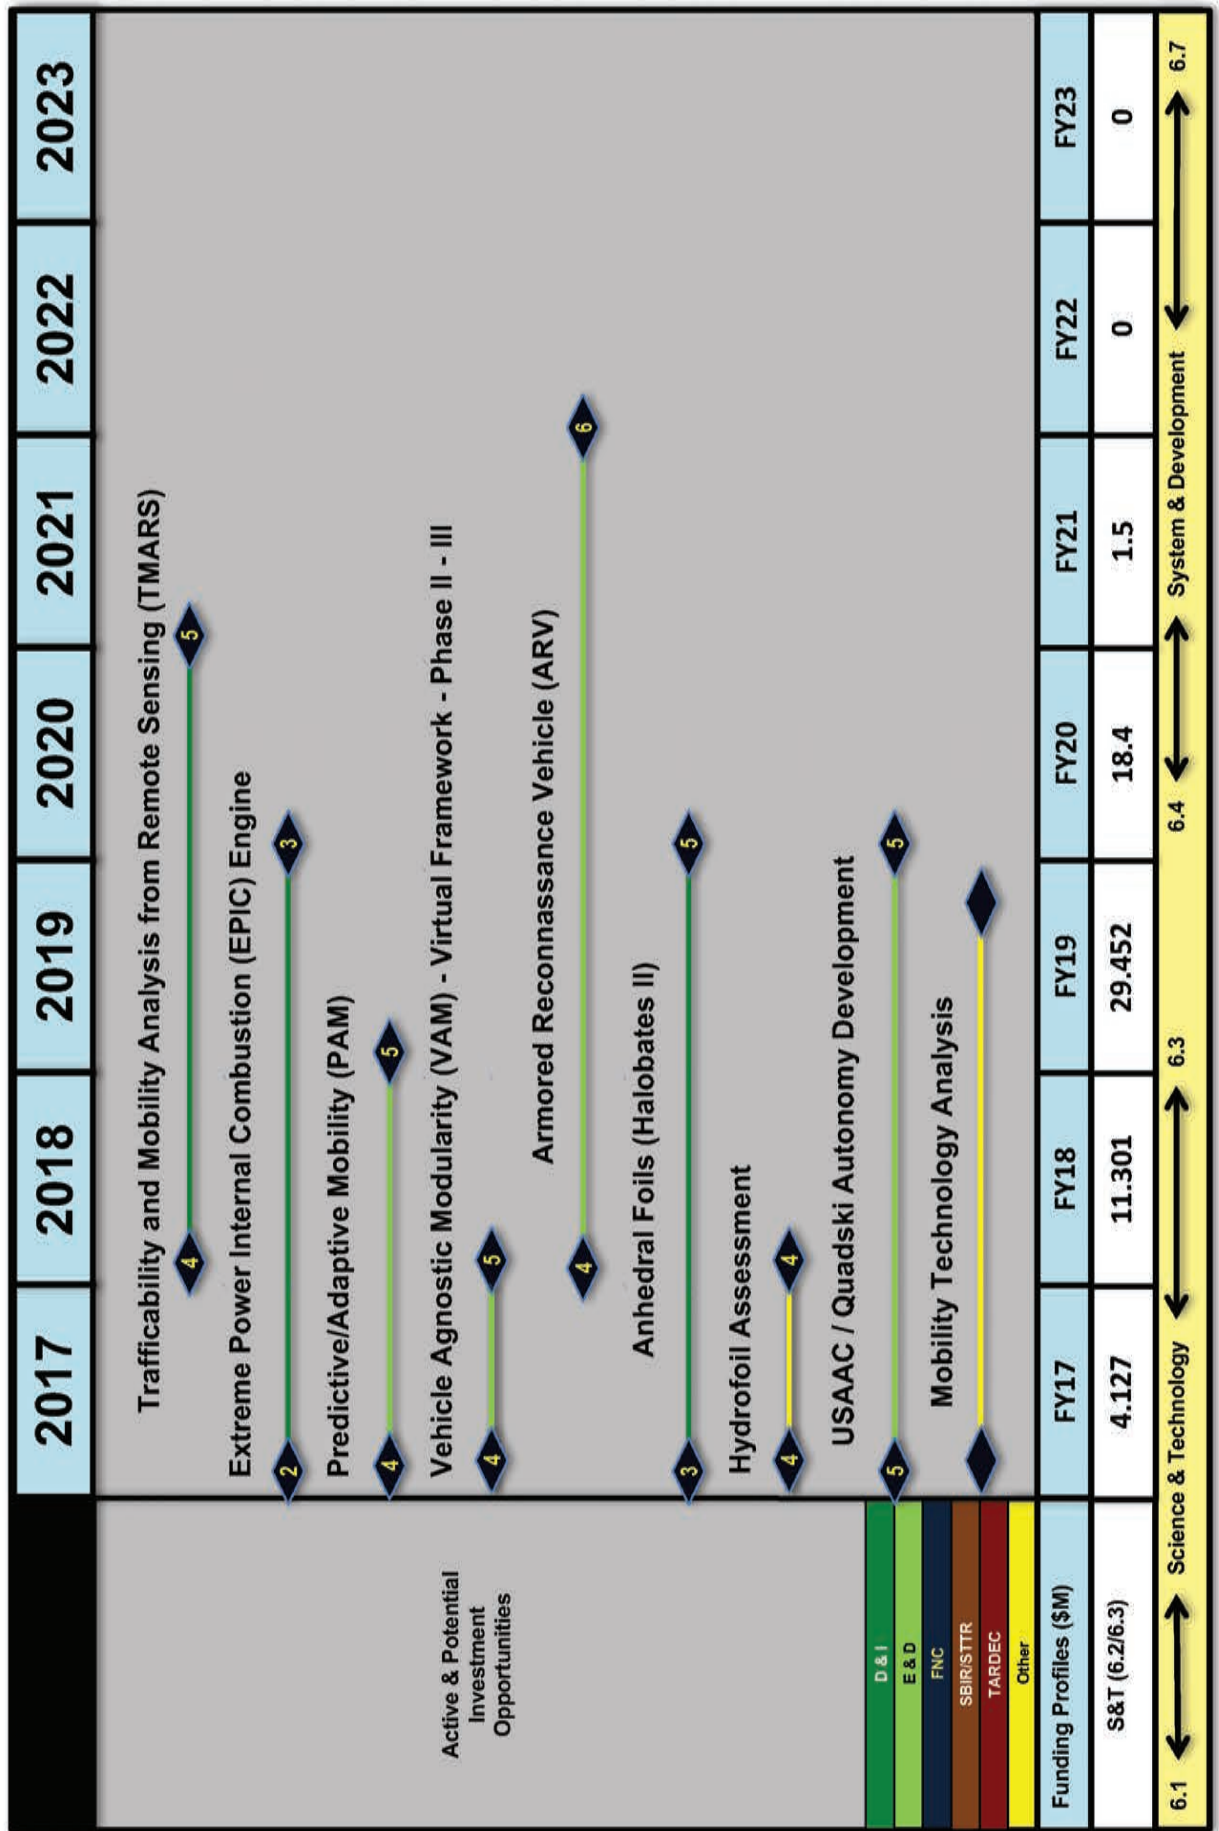 2017 2018 2019 2020 2021 2022 2023
Active & Potential
Investment
Opportunities
Trafficability and Mobility Analysis from Remote Sensing (TMARS)
4 5
Extreme Power Internal Combustion (EPIC) Engine
2 3
Predictive/Adaptive Mobility (PAM)
4 5
Vehicle Agnostic Modularity (VAM) - Virtual Framework - Phase II - III
4 5
Armored Reconnassance Vehicle (ARV)
4 6
Anhedral Foils (Halobates II)
3 5
Hydrofoil Assessment
4 4
USAAC / Quadski Autonomy Development
5 5
Mobility Technology Analysis
D & I
E & D
FNC
SBIR/STTR
TARDEC
Other
Funding Profiles ($M) FY17 FY18 FY19 FY20 FY21 FY22 FY23
S&T (6.2/6.3) 4.127 11.301 29.452 18.4 1.5 0 0
6.1 Science & Technology 6.3 6.4 System & Development 6.7